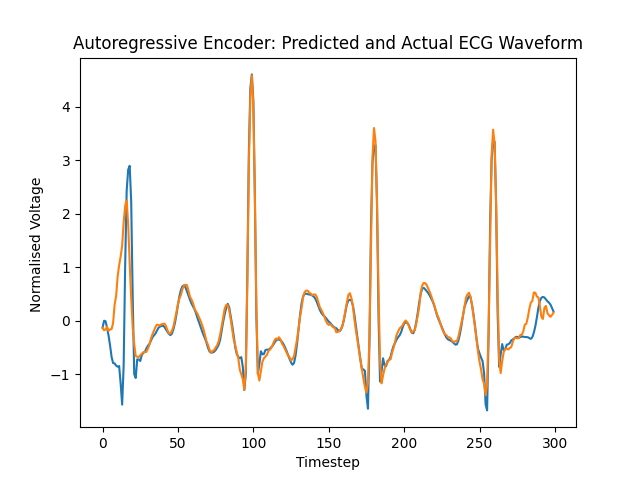 Autoregressive Encoder: Predicted and Actual ECG Waveform
4
3
2
1
0
−1
Normalised Voltage
0 50 100 150 200 250 300
Timestep